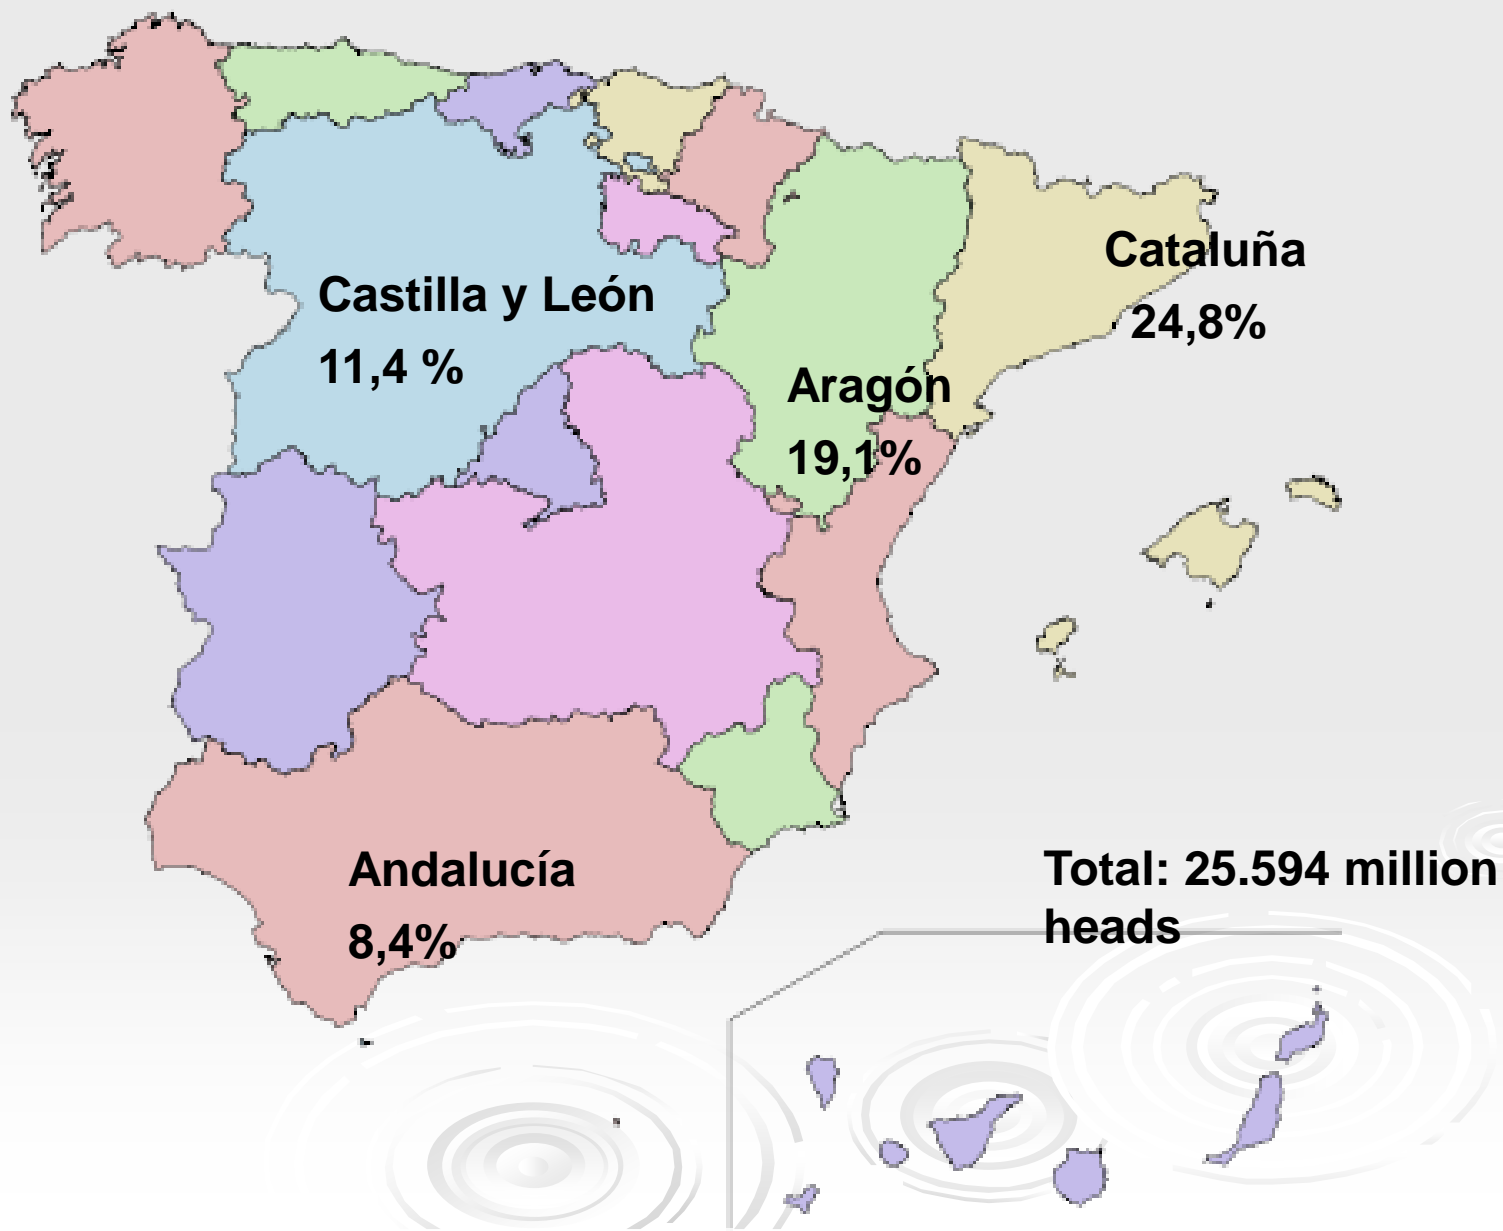 Cataluña
24,8%
Castilla y León
11,4 %
Aragón
19,1%
Andalucía
8,4%
Total: 25.594 million
heads